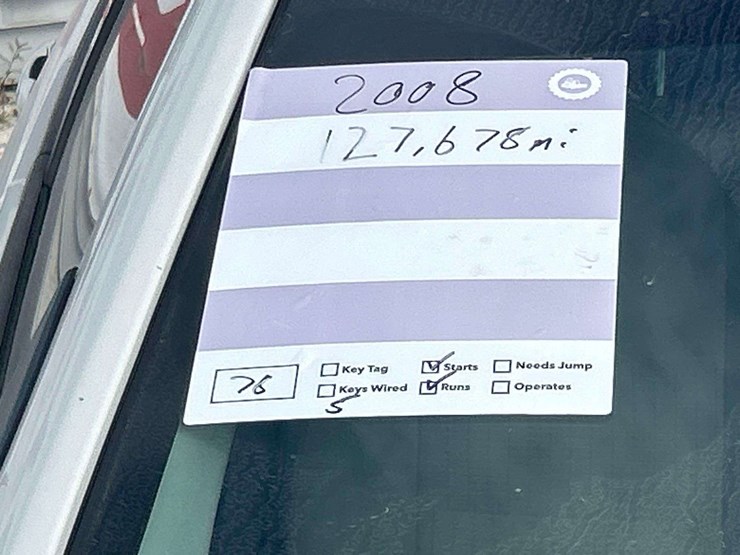 2008
127,678 mi
76
Key Tag
Starts
Needs Jump
Keys Wired
Runs
Operates
5